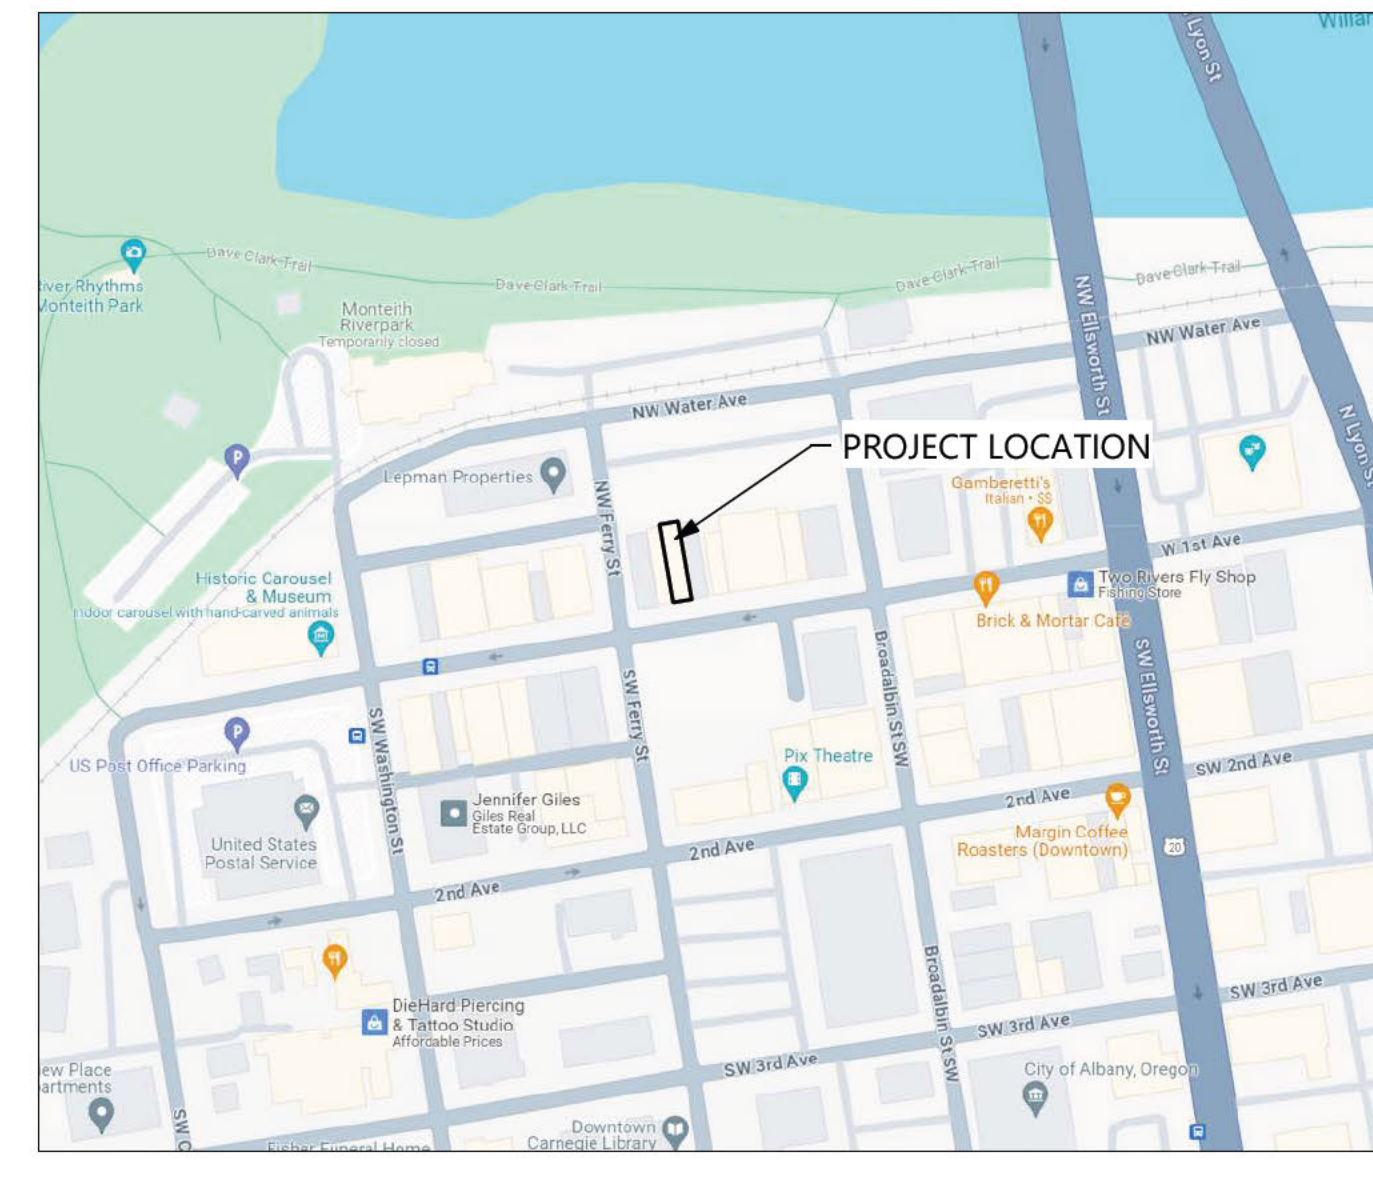 Willar
N Lyon St
Dave Clark Trail
Dave Clark Trail
Dave Clark Trail
Dave Clark Trail
River Rhythms
Monteith Park
Monteith
Riverpark
Temporarily closed
NW Ellsworth St
NW Water Ave
NW Water Ave
N Lyon St
PROJECT LOCATION
Lepman Properties
NW Ferry St
Gamberetti's
Italian • $$
W 1st Ave
Historic Carousel
& Museum
Indoor carousel with hand-carved animals
Two Rivers Fly Shop
Fishing Store
Brick & Mortar Café
Broadalbin St SW
SW Ellsworth St
SW Ferry St
SW Washington St
US Post Office Parking
Pix Theatre
SW 2nd Ave
2nd Ave
Jennifer Giles
Giles Real
Estate Group, LLC
Margin Coffee
Roasters (Downtown)
United States
Postal Service
20
2nd Ave
2nd Ave
Broadalbin St SW
SW 3rd Ave
SW 3rd Ave
SW 3rd Ave
DieHard Piercing
& Tattoo Studio
Affordable Prices
ew Place
partments
City of Albany, Oregon
SW C
Fisher Funeral Home
Downtown
Carnegie Library